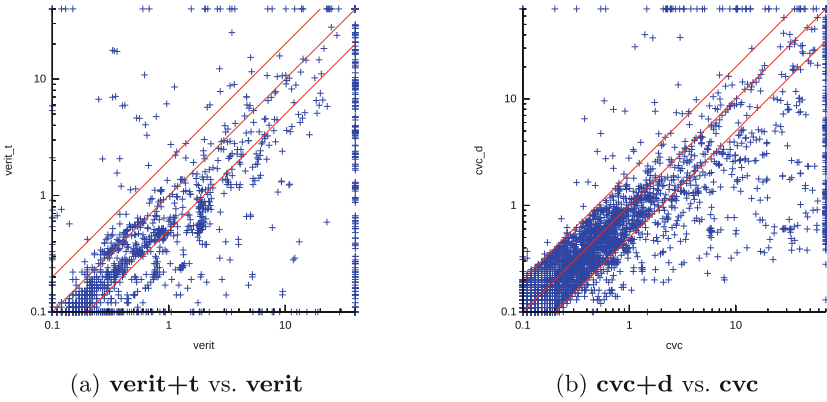 verit_t
10
1
0.1
0.1
1
10
verit
(a) verit+t vs. verit
cvc_d
10
1
0.1
0.1
1
10
cvc
(b) cvc+d vs. cvc